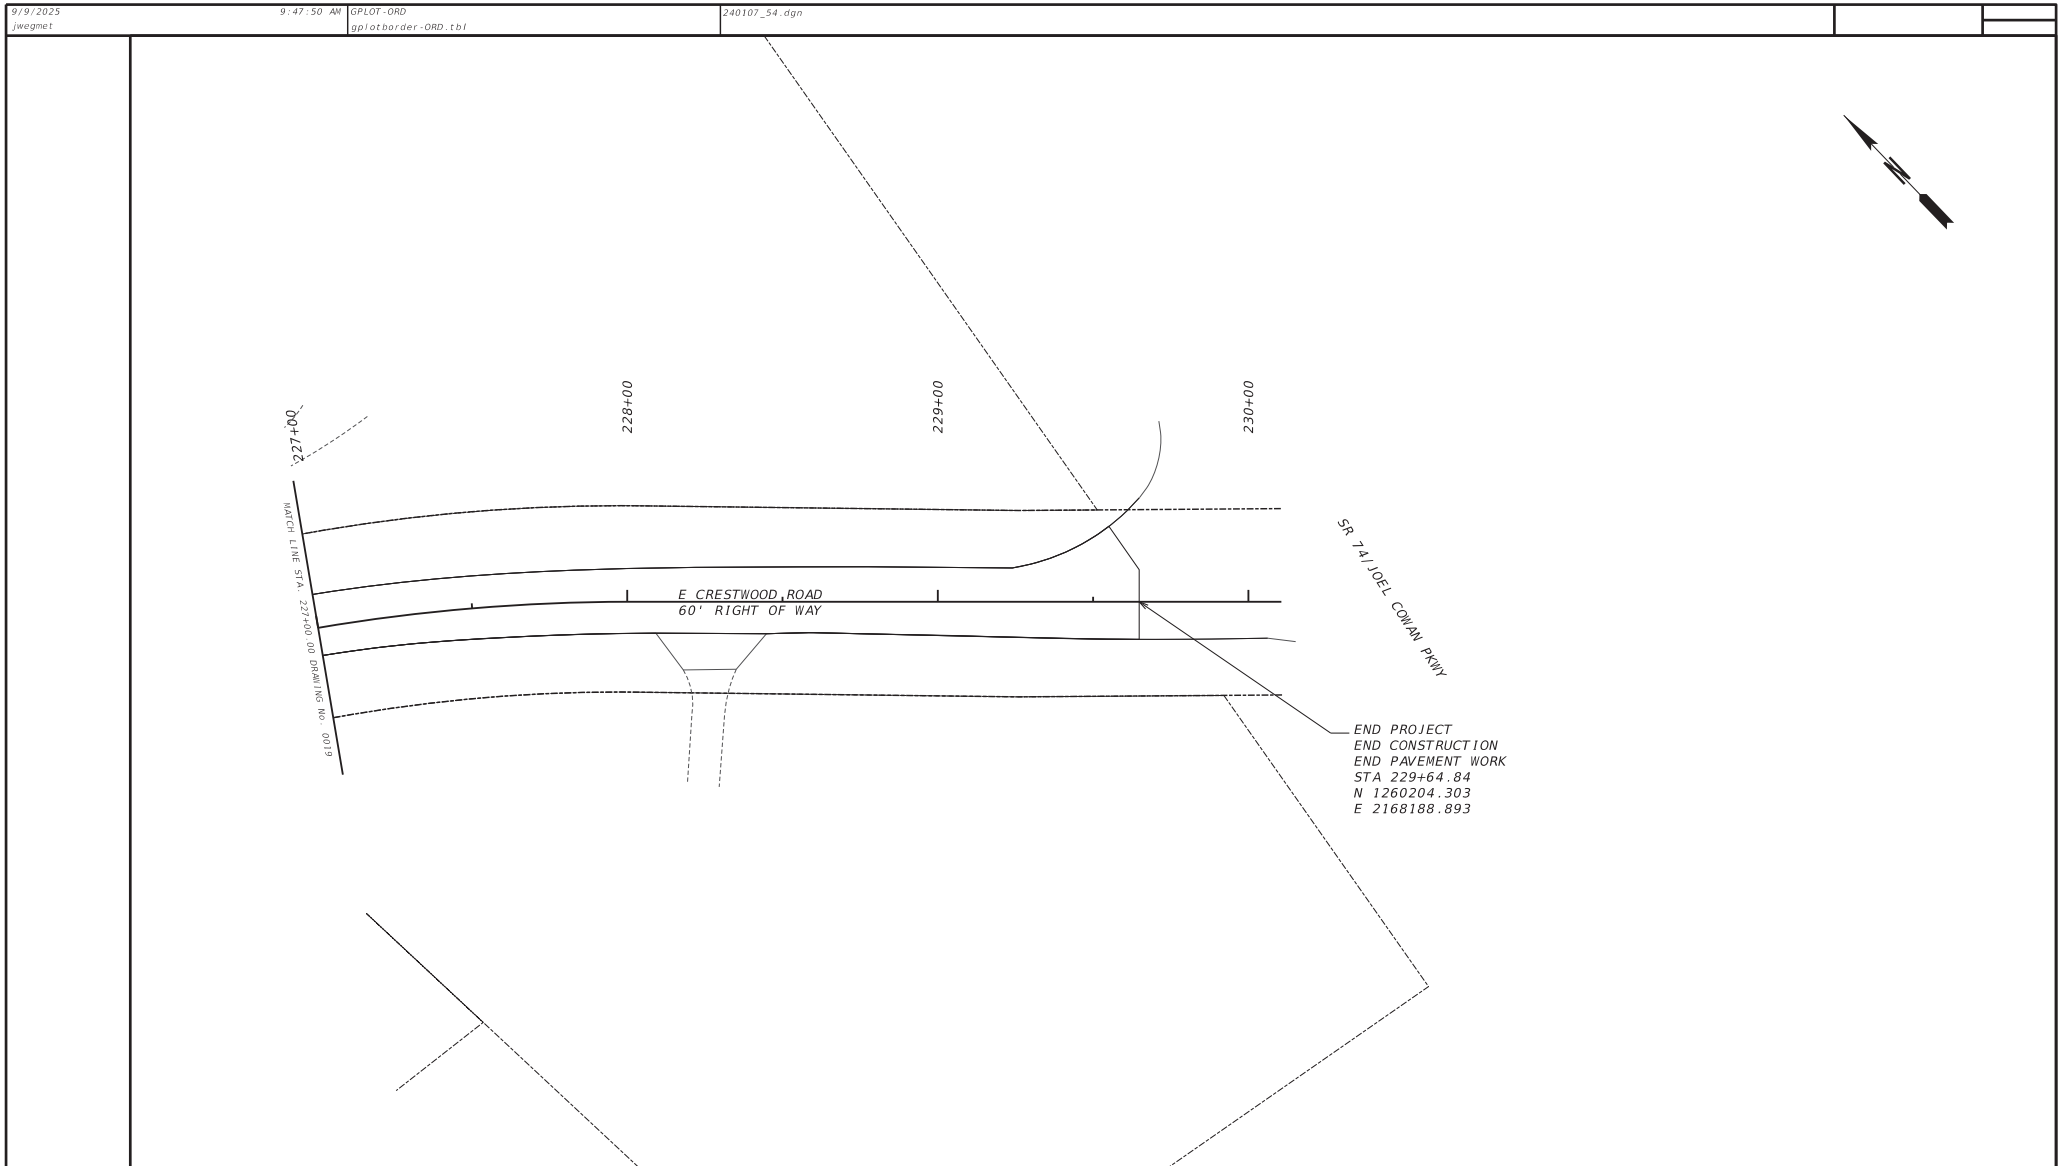 9/9/2025
9:47:50 AM
GPLOT-ORD
240107_54.dgn
jwegmet
gplotborder-ORD.tbl
N
227+00
228+00
229+00
230+00
MATCH LINE STA. 227+00.00 DRAWING No. 0019
E CRESTWOOD ROAD
60' RIGHT OF WAY
SR 74/JOEL COWAN PKWY
END PROJECT
END CONSTRUCTION
END PAVEMENT WORK
STA 229+64.84
N 1260204.303
E 2168188.893